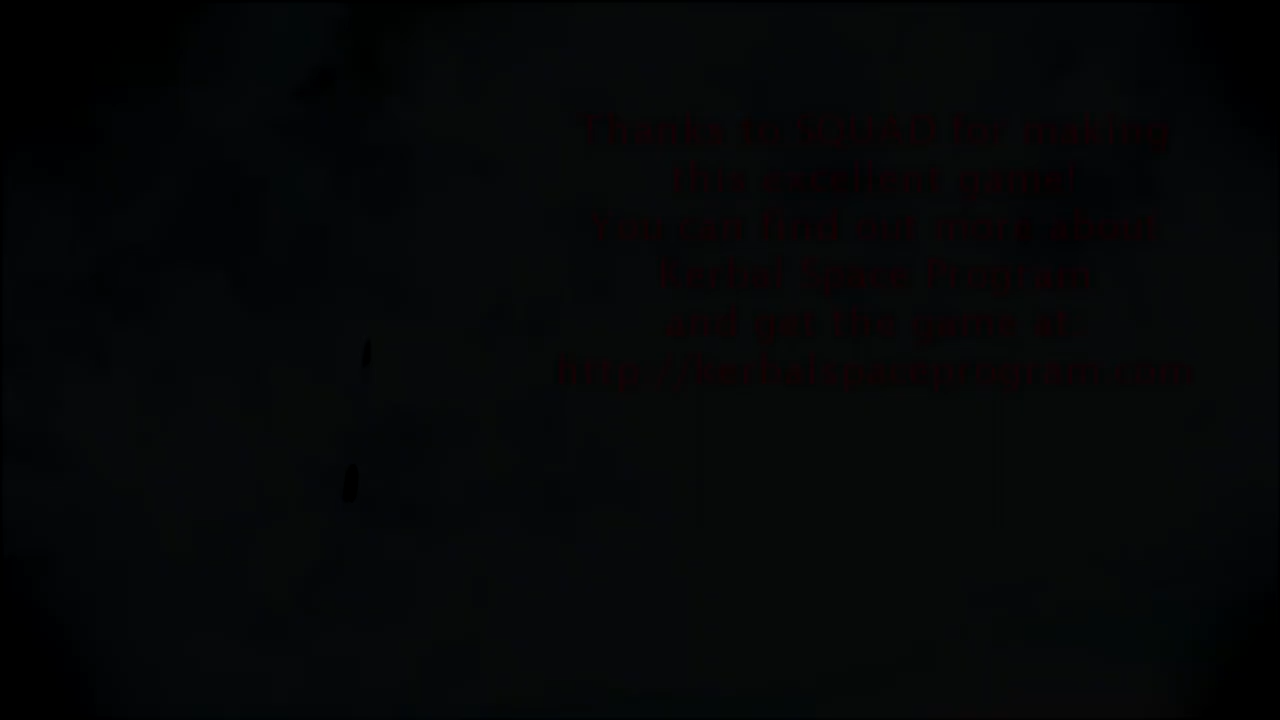 Thanks to SQUAD for making
this excellent game!
You can find out more about
Kerbal Space Program
and get the game at
http://kerbalspaceprogram.com